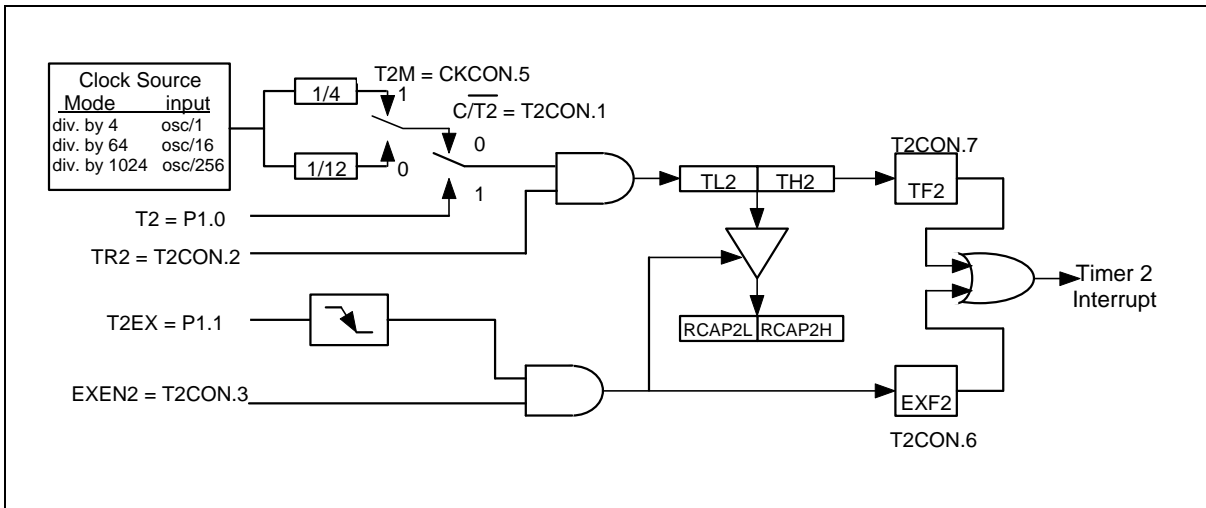 Clock Source
Mode input
div. by 4 osc/1
div. by 64 osc/16
div. by 1024 osc/256
1/4
1/12
T2M = CKCON.5
1
0
C/T2 = T2CON.1
0
1
T2 = P1.0
TR2 = T2CON.2
T2EX = P1.1
EXEN2 = T2CON.3
TL2 TH2
RCAP2L RCAP2H
T2CON.7
TF2
EXF2
T2CON.6
Timer 2
Interrupt